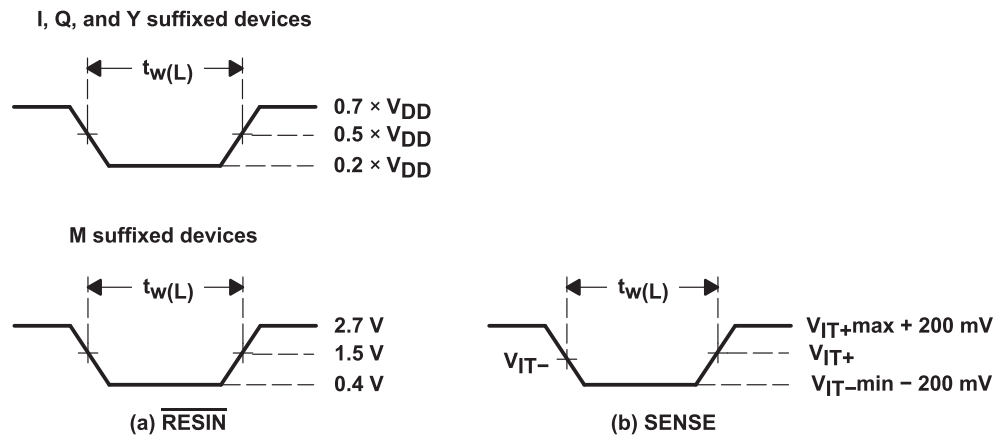 I, Q, and Y suffixed devices
tw(L)
0.7 × VDD
0.5 × VDD
0.2 × VDD
M suffixed devices
tw(L)
2.7 V
1.5 V
0.4 V
(a) RESIN
tw(L)
VIT−
VIT+max + 200 mV
VIT+
VIT−min − 200 mV
(b) SENSE